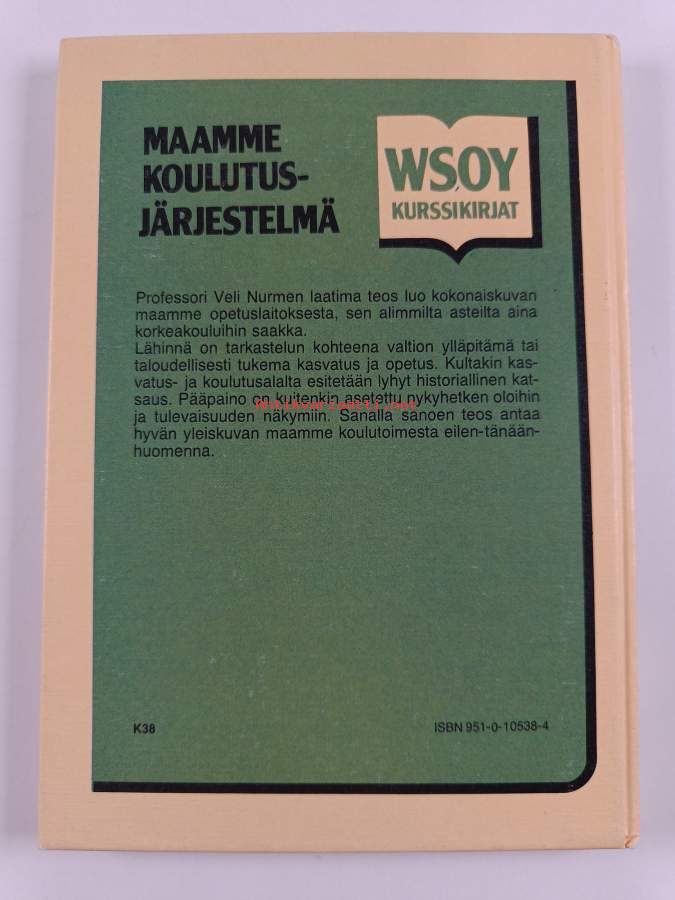 MAAMME
KOULUTUS-
JÄRJESTELMÄ
WSOY
KURSSIKIRJAT
Professori Veli Nurmen laatima teos luo kokonaiskuvan
maamme opetuslaitoksesta, sen alimmilta asteilta aina
korkeakouluihin saakka.
Lähinnä on tarkastelun kohteena valtion ylläpitämä tai
taloudellisesti tukema kasvatus ja opetus. Kultakin kas-
vatus- ja koulutusalalta esitetään lyhyt historiallinen kat-
saus. Pääpaino on kuitenkin asetettu nykyhetken oloihin
Antikvariaatti.net
ja tulevaisuuden näkymiin. Sanalla sanoen teos antaa
hyvän yleiskuvan maamme koulutoimesta eilen-tänään-
huomenna.
K38
ISBN 951-0-10538-4